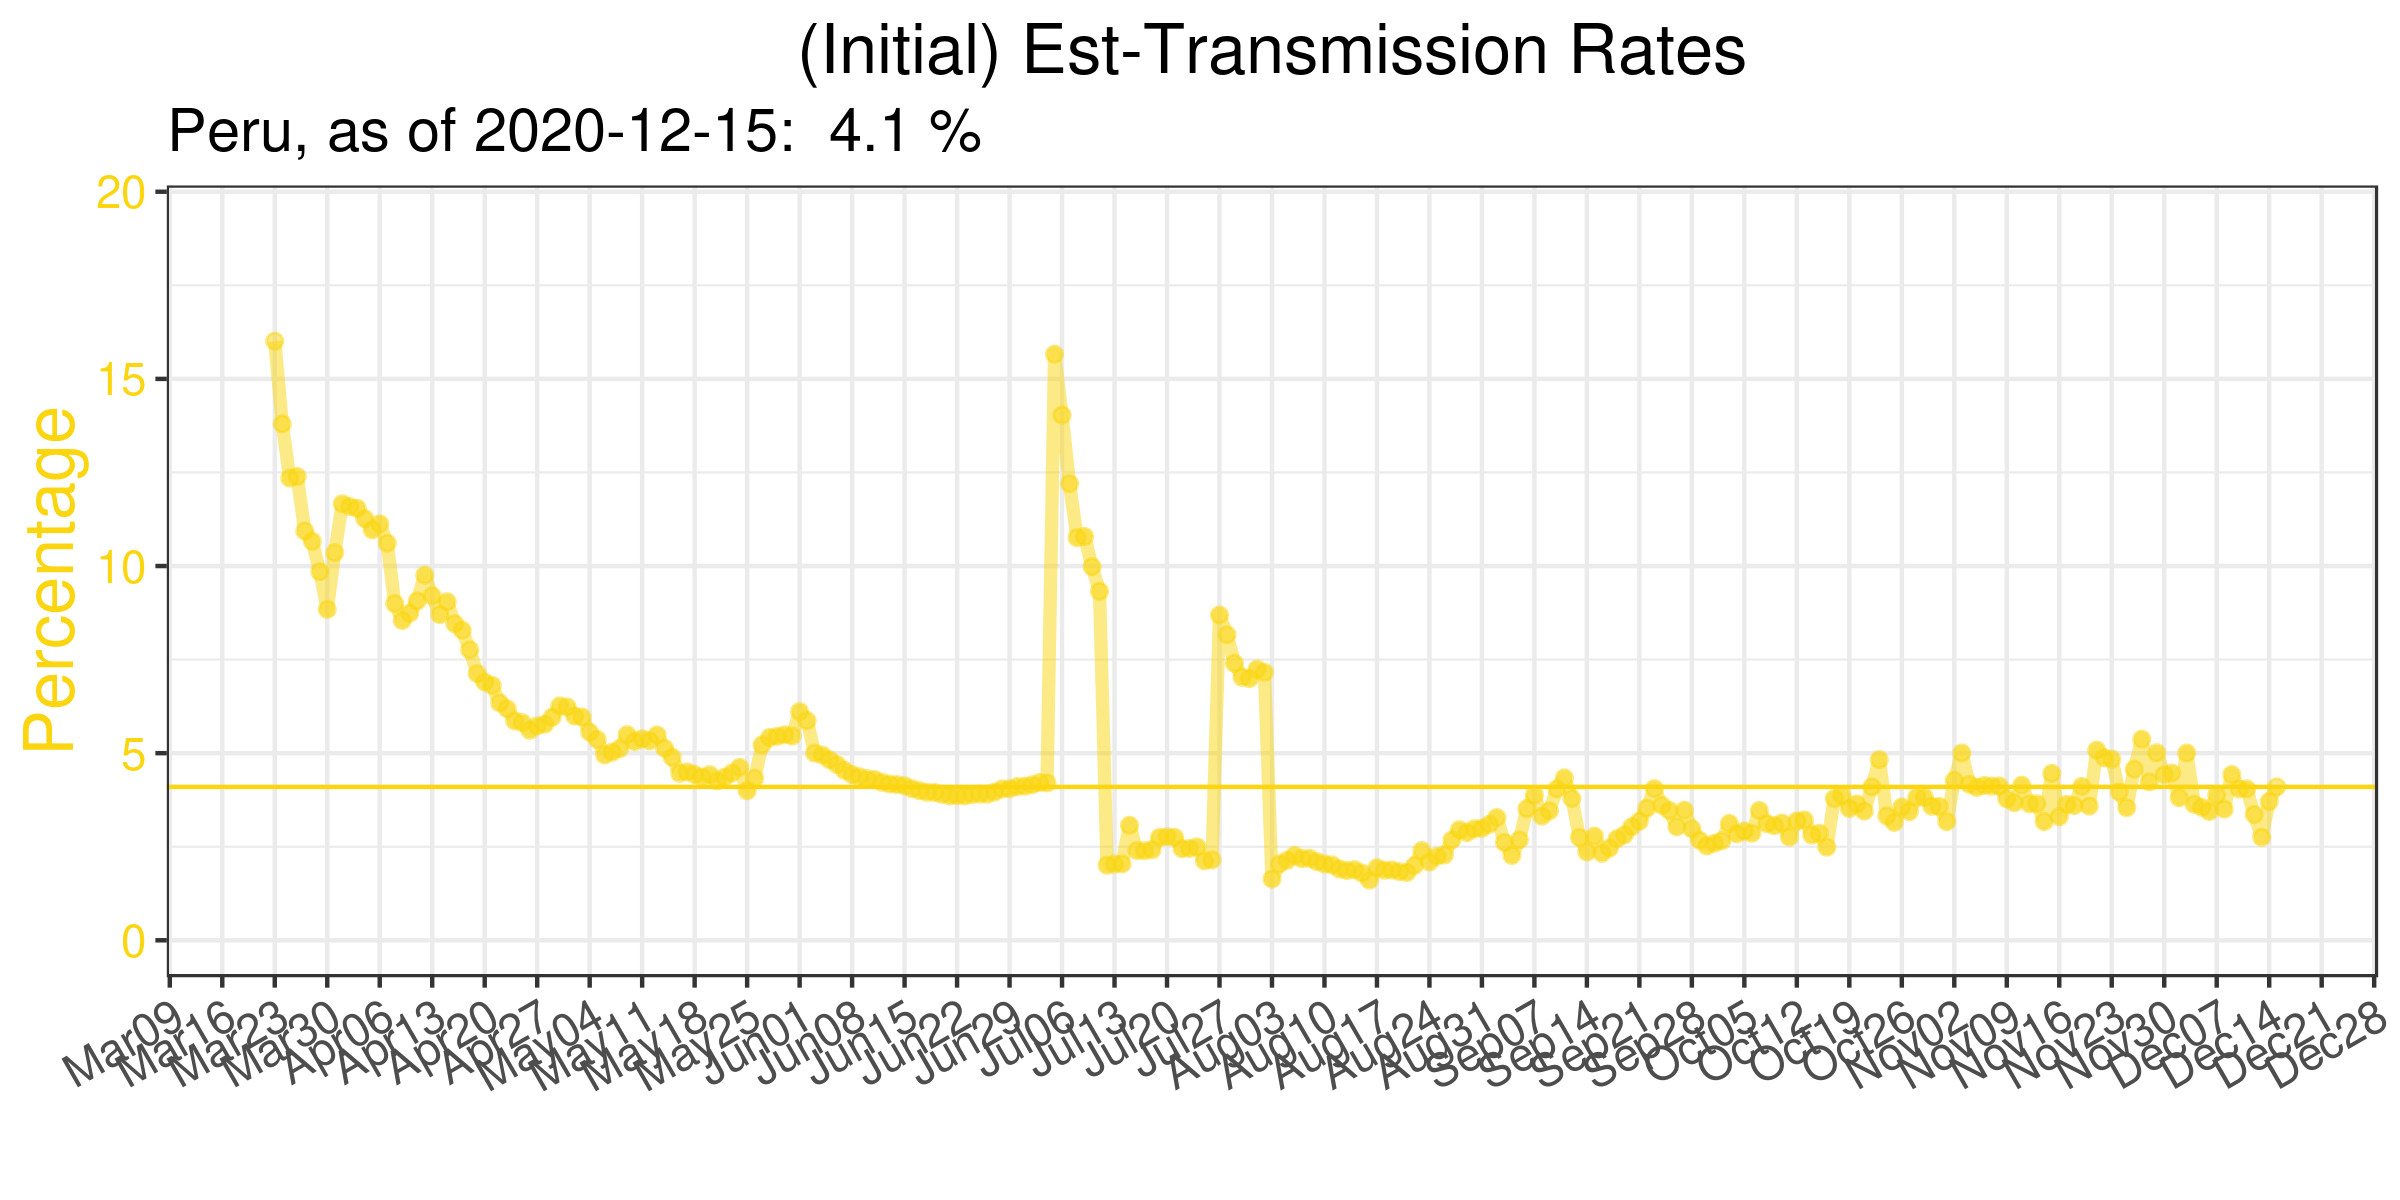 (Initial) Est-Transmission Rates
Peru, as of 2020-12-15:  4.1 %
Percentage
20
15
10
5
0
Mar09
Mar16
Mar23
Mar30
Apr06
Apr13
Apr20
Apr27
May04
May11
May18
May25
Jun01
Jun08
Jun15
Jun22
Jun29
Jul06
Jul13
Jul20
Jul27
Aug03
Aug10
Aug17
Aug24
Aug31
Sep07
Sep14
Sep21
Sep28
Oct05
Oct12
Oct19
Oct26
Nov02
Nov09
Nov16
Nov23
Nov30
Dec07
Dec14
Dec21
Dec28